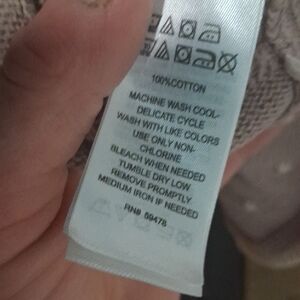 100%COTTON
MACHINE WASH COOL-
DELICATE CYCLE
WASH WITH LIKE COLORS
USE ONLY NON-
CHLORINE
BLEACH WHEN NEEDED
TUMBLE DRY LOW
REMOVE PROMPTLY
MEDIUM IRON IF NEEDED
RN# 59478